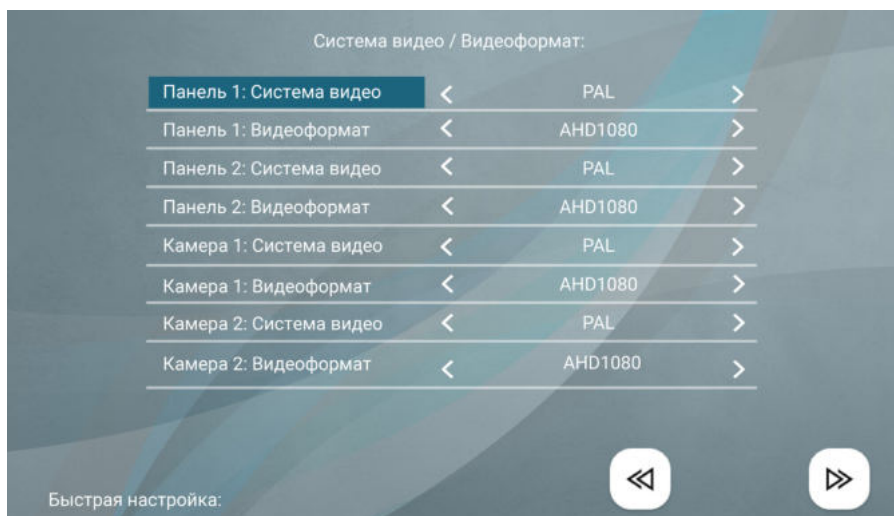 Система видео / Видеоформат:
Панель 1: Система видео < PAL >
Панель 1: Видеоформат < AHD1080 >
Панель 2: Система видео < PAL >
Панель 2: Видеоформат < AHD1080 >
Камера 1: Система видео < PAL >
Камера 1: Видеоформат < AHD1080 >
Камера 2: Система видео < PAL >
Камера 2: Видеоформат < AHD1080 >
Быстрая настройка: